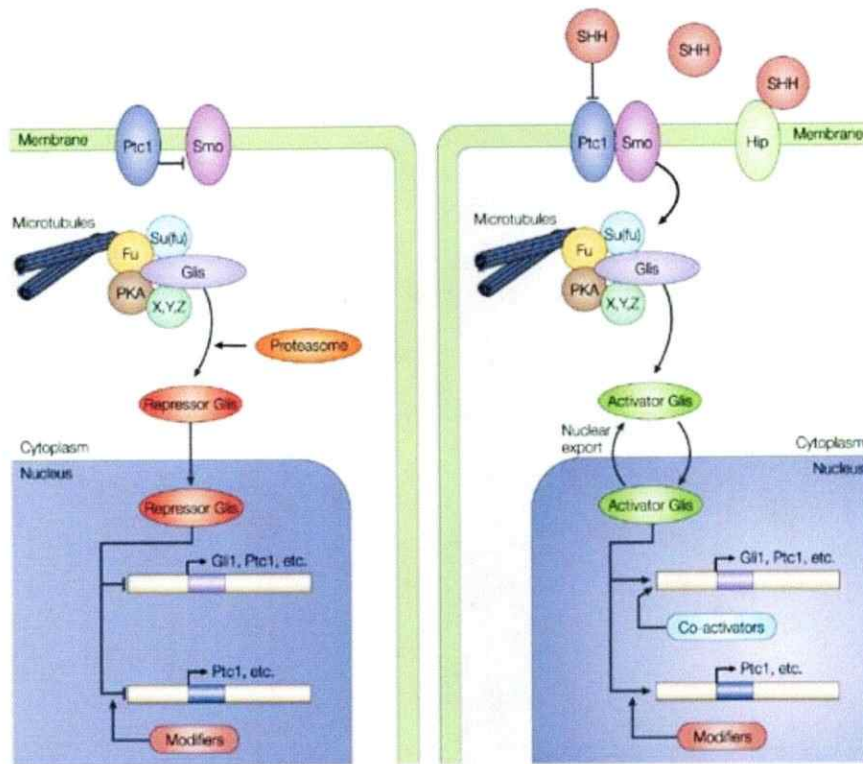 Membrane
Ptc1
Smo
Microtubules
Su(fu)
Fu
Glis
PKA
X,Y,Z
Proteasome
Repressor Glis
Cytoplasm
Nucleus
Repressor Glis
Gli1, Ptc1, etc.
Ptc1, etc.
Modifiers
SHH
SHH
SHH
Ptc1
Smo
Hip
Membrane
Microtubules
Su(fu)
Fu
Glis
PKA
X,Y,Z
Activator Glis
Nuclear
export
Cytoplasm
Nucleus
Activator Glis
Gli1, Ptc1, etc.
Co-activators
Ptc1, etc.
Modifiers